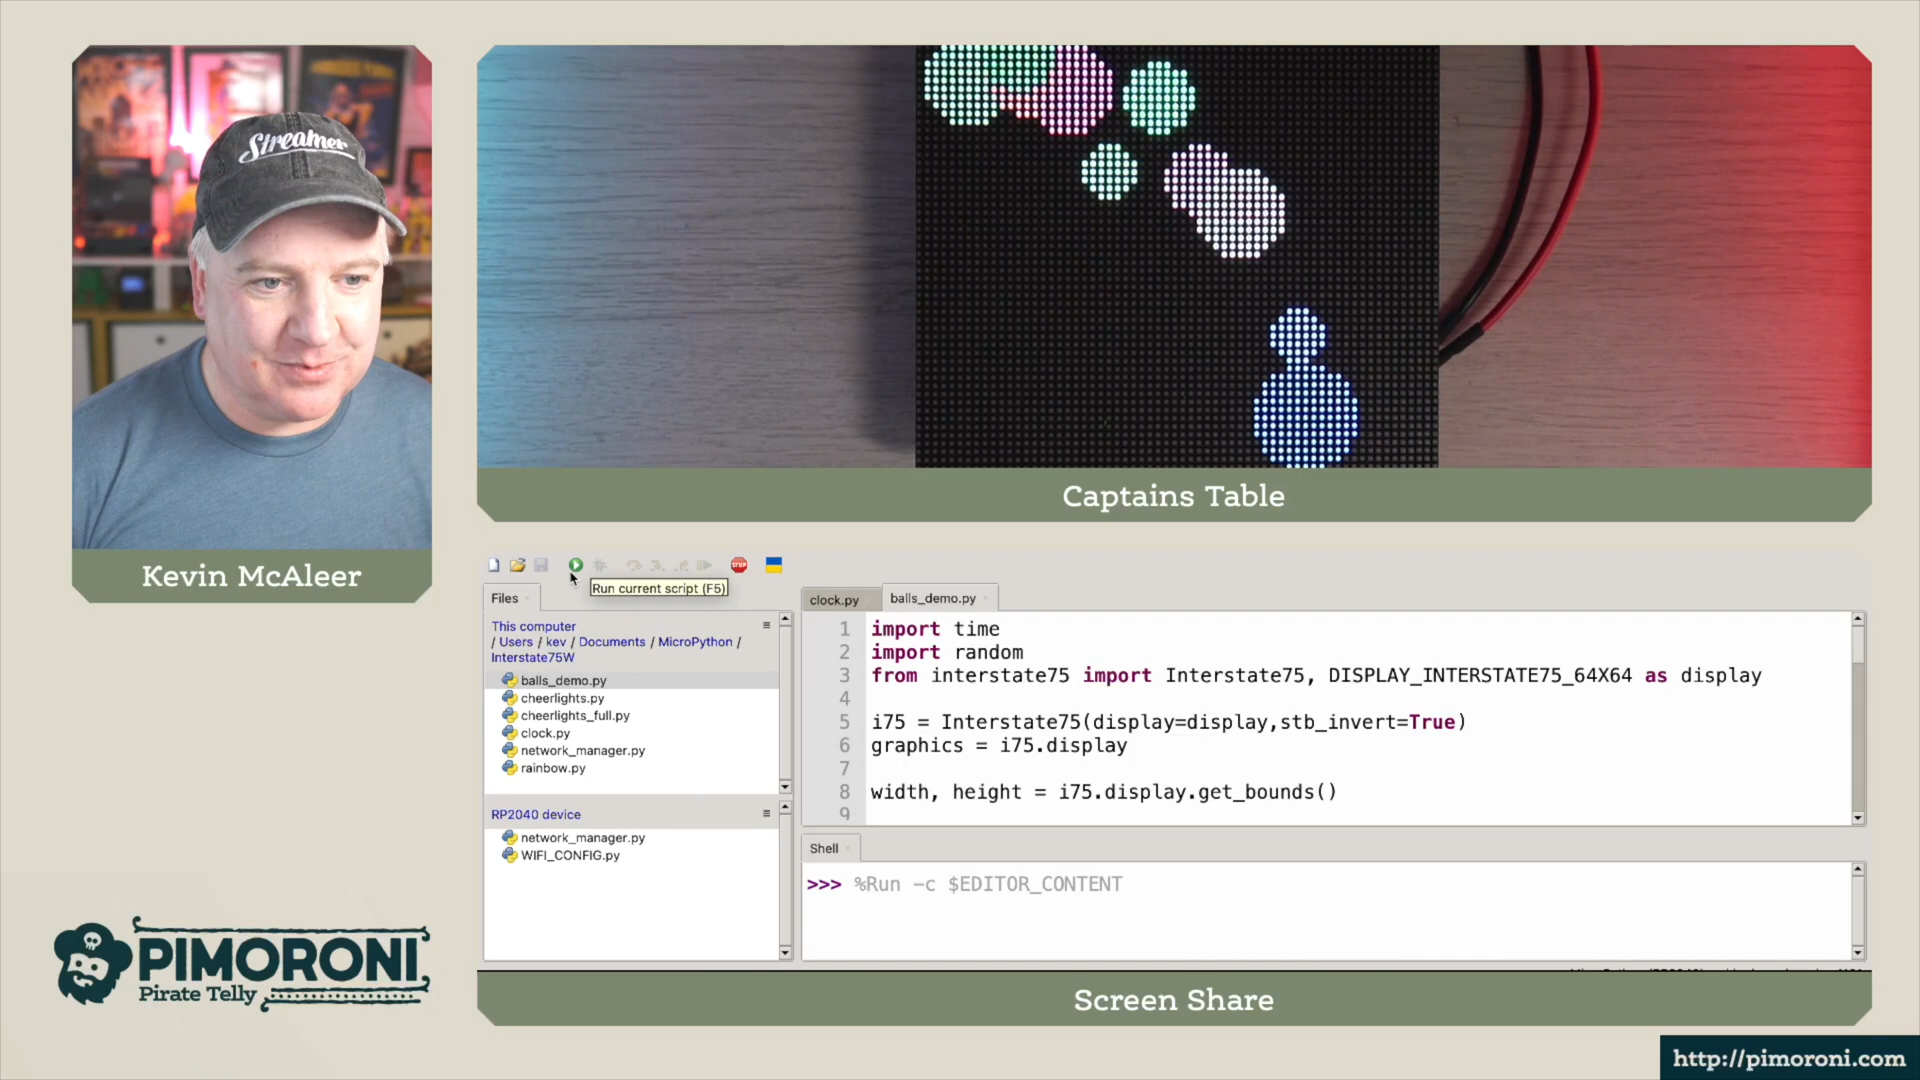 Streamer
Kevin McAleer
Captains Table
Run current script (F5)
Files
This computer
/ Users / kev / Documents / MicroPython /
Interstate75W
balls_demo.py
cheerlights.py
cheerlights_full.py
clock.py
network_manager.py
rainbow.py
RP2040 device
network_manager.py
WIFI_CONFIG.py
clock.py
balls_demo.py
1 import time
2 import random
3 from interstate75 import Interstate75, DISPLAY_INTERSTATE75_64X64 as display
4
5 i75 = Interstate75(display=display,stb_invert=True)
6 graphics = i75.display
7
8 width, height = i75.display.get_bounds()
9
Shell
>>> %Run -c $EDITOR_CONTENT
STOP
Screen Share
PIMORONI
Pirate Telly
http://pimoroni.com